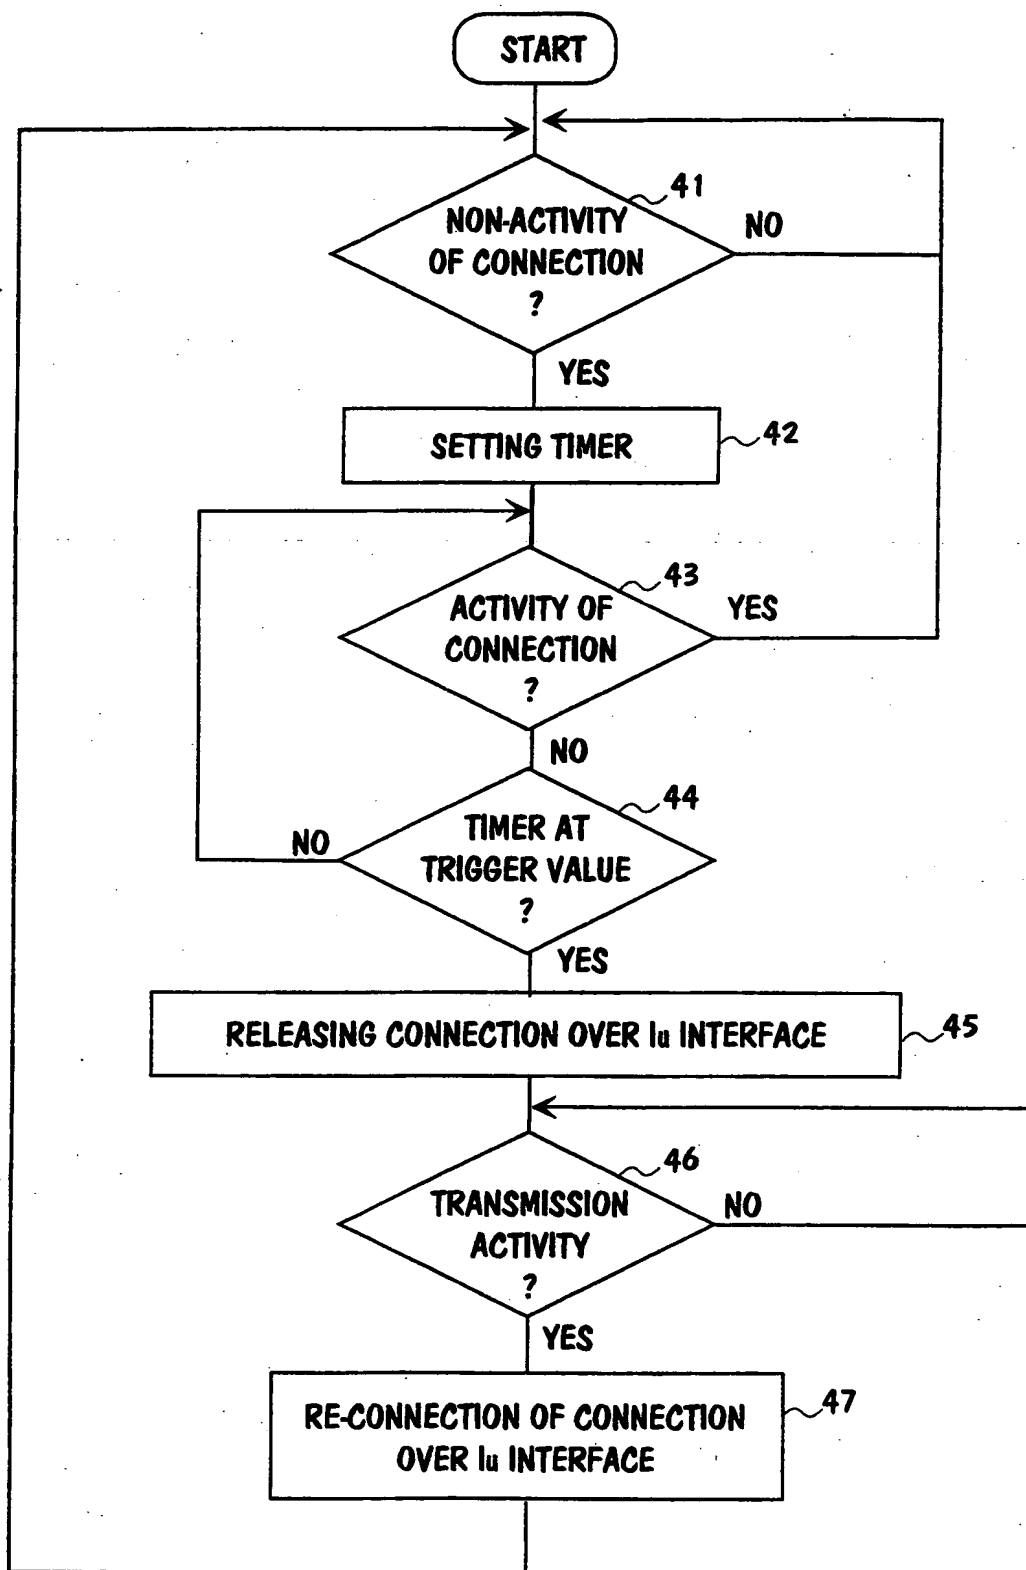 START
41
NON-ACTIVITY
OF CONNECTION
?
NO
YES
SETTING TIMER
42
43
ACTIVITY OF
CONNECTION
?
YES
NO
44
TIMER AT
TRIGGER VALUE
?
NO
YES
RELEASING CONNECTION OVER Iu INTERFACE
45
46
TRANSMISSION
ACTIVITY
?
NO
YES
RE-CONNECTION OF CONNECTION
OVER Iu INTERFACE
47